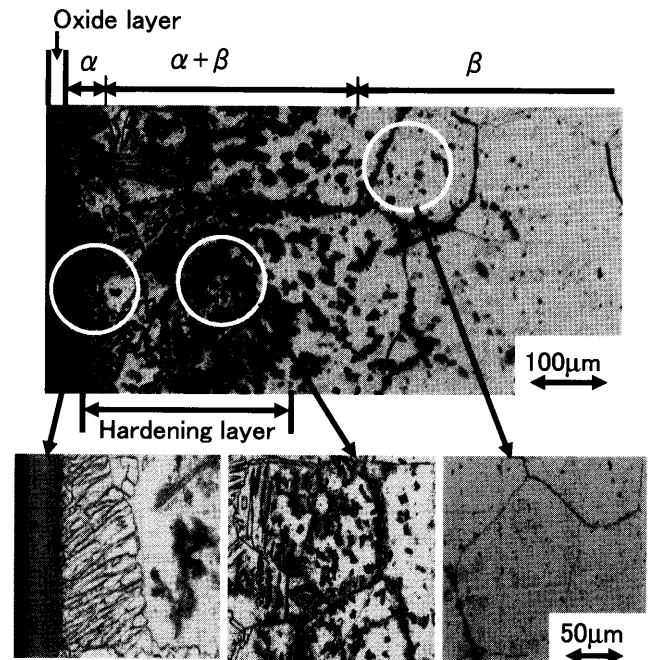 Oxide layer
α
α+β
β
100μm
Hardening layer
50μm